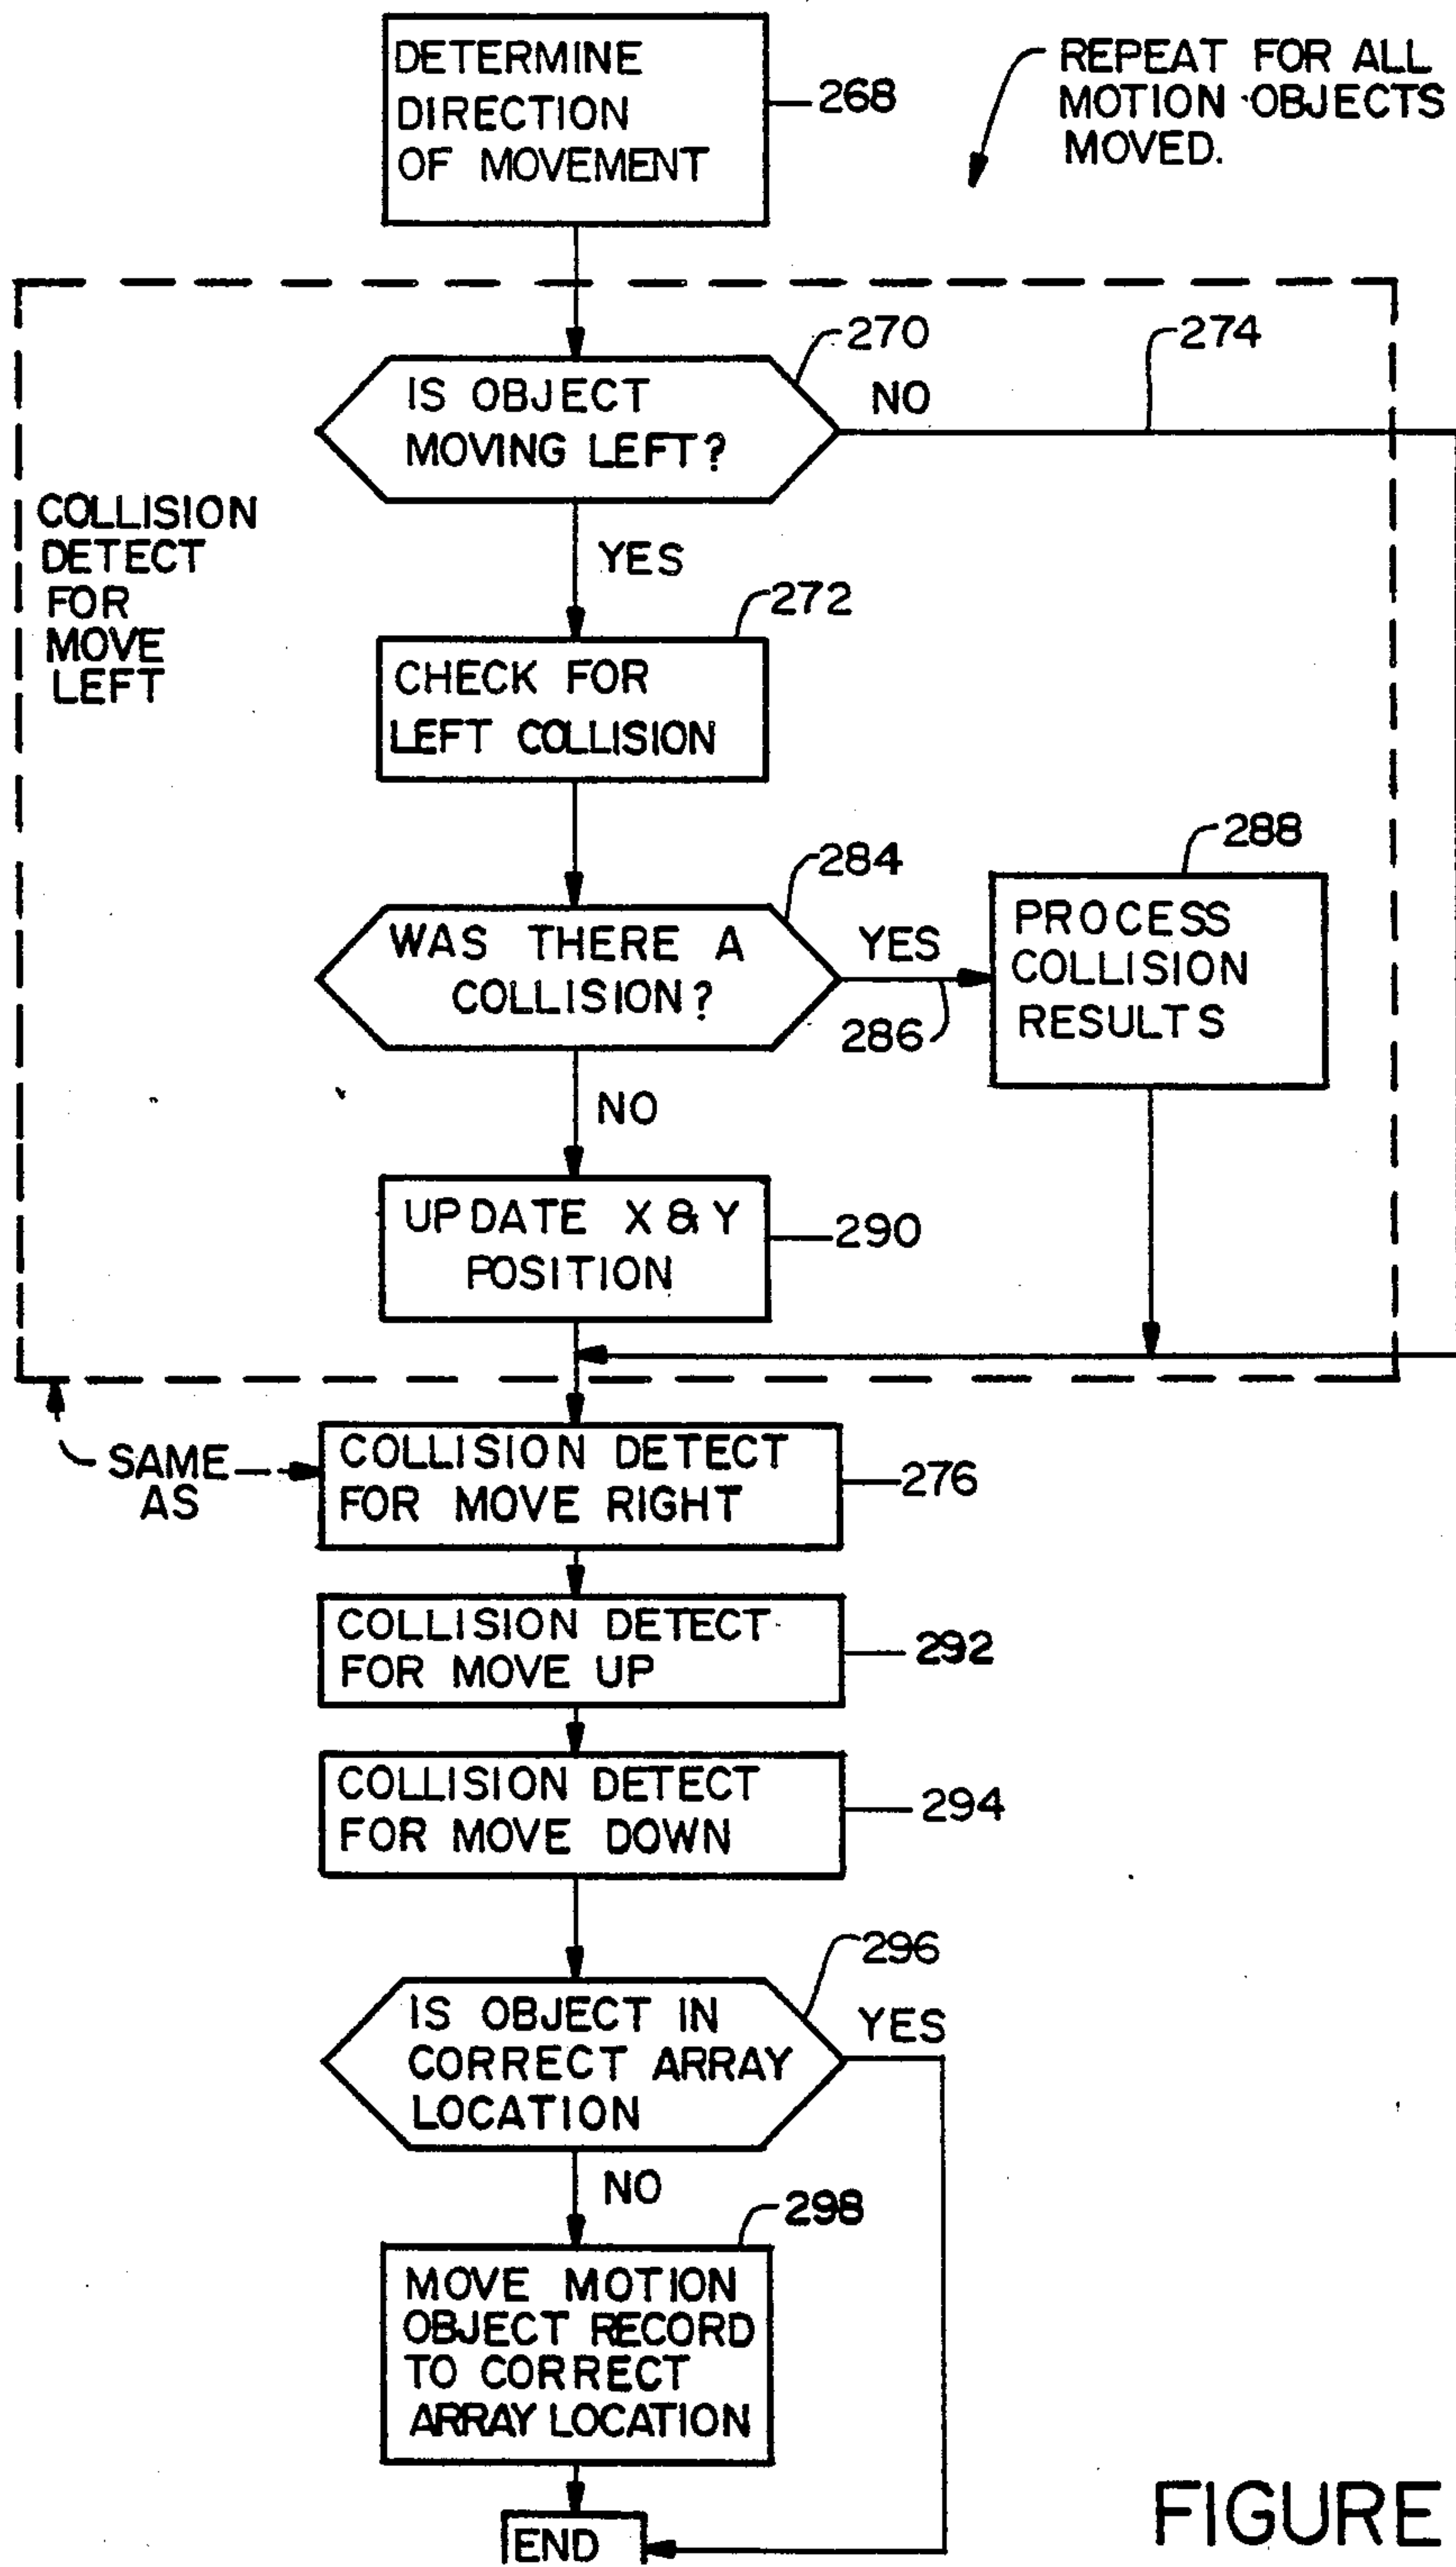 DETERMINE
DIRECTION
OF MOVEMENT
268
REPEAT FOR ALL
MOTION OBJECTS
MOVED.
270
274
IS OBJECT
MOVING LEFT?
NO
COLLISION
DETECT
FOR
MOVE
LEFT
YES
272
CHECK FOR
LEFT COLLISION
284
288
WAS THERE A
COLLISION?
YES
286
PROCESS
COLLISION
RESULTS
NO
UPDATE X & Y
POSITION
290
SAME
AS
COLLISION DETECT
FOR MOVE RIGHT
276
COLLISION DETECT
FOR MOVE UP
292
COLLISION DETECT
FOR MOVE DOWN
294
296
IS OBJECT IN
CORRECT ARRAY
LOCATION
YES
NO
298
MOVE MOTION
OBJECT RECORD
TO CORRECT
ARRAY LOCATION
END
FIGURE